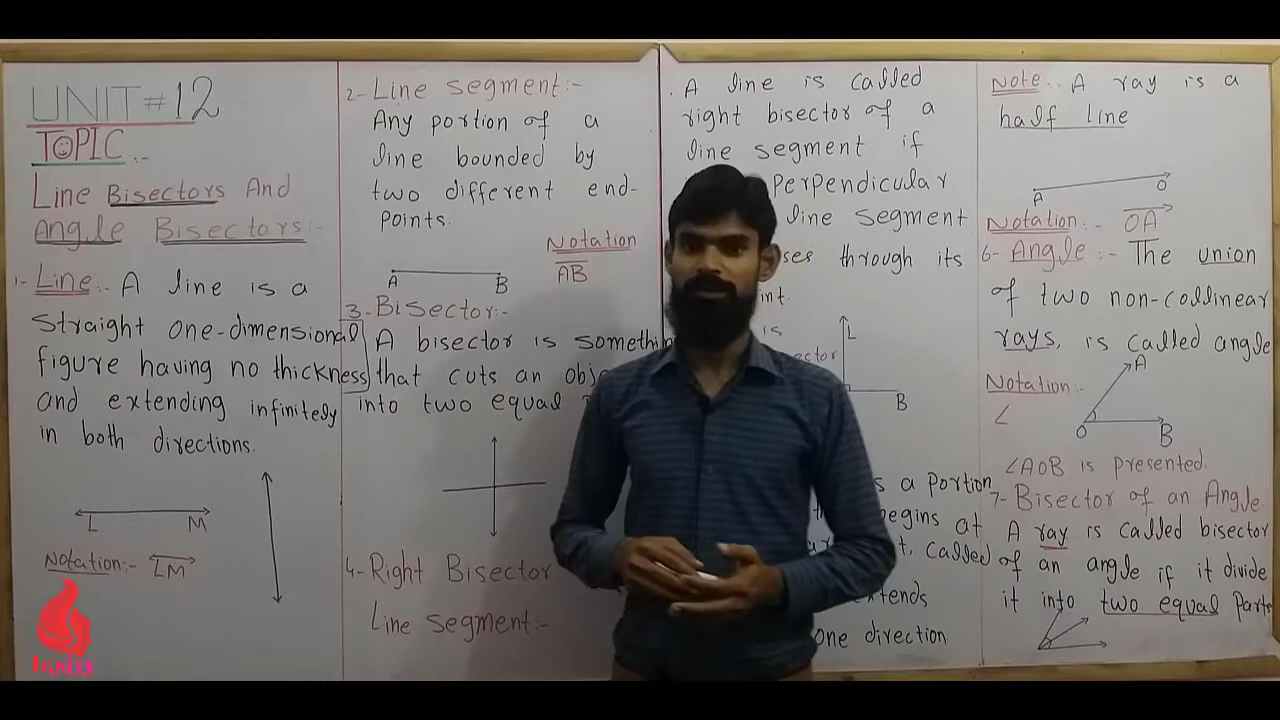 UNIT #12
TOPIC :-
Line Bisectors And
Angle Bisectors:-
1- Line:- A line is a
straight one-dimensional
figure having no thickness
and extending infinitely
in both directions.
L M
Notation:- LM
IGNITE
2- Line segment:-
Any portion of a
line bounded by
two different end-
points.
Notation
AB
A B
3- Bisector:-
A bisector is something
that cuts an
into two equal
4- Right Bisector
Line segment:-
A line is called
right bisector of a
line segment if
Perpendicular
line segment
through its
is
L
B
s a portion
begins at
called
one direction
Note:- A ray is a
half line
A O
Notation:- OA
6- Angle:- The union
of two non-collinear
rays, is called angle
Notation:-
∠
A
O B
∠AOB is presented.
7- Bisector of an Angle.
A ray is called bisector
of an angle if it divide
it into two equal Parts